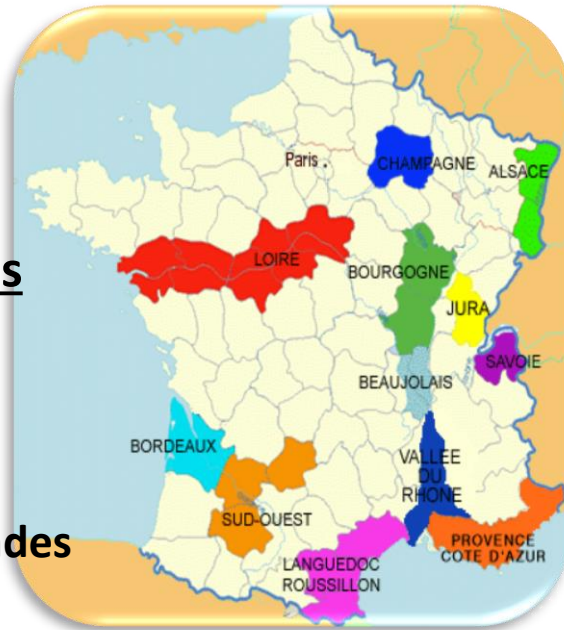 Paris
CHAMPAGNE
ALSACE
s
LOIRE
BOURGOGNE
JURA
SAVOIE
BEAUJOLAIS
BORDEAUX
VALLEE
DU
RHONE
SUD-OUEST
des
PROVENCE
COTE D'AZUR
LANGUEDOC
ROUSSILLON